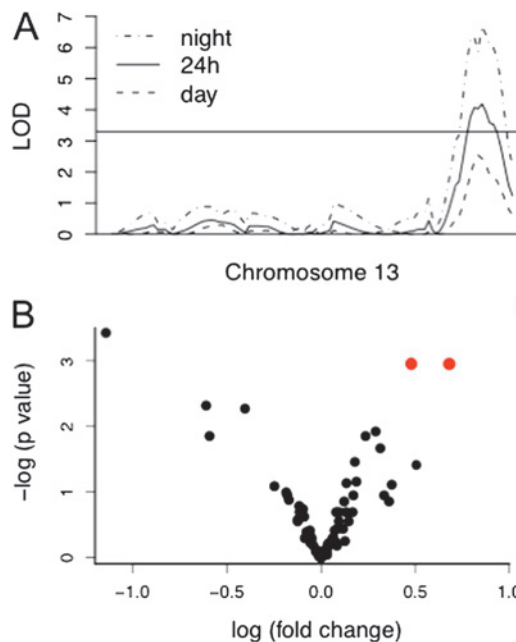 A
LOD
7
6
5
4
3
2
1
0
night
24h
day
Chromosome 13
B
−log (p value)
3
2
1
0
−1.0 −0.5 0.0 0.5 1.0
log (fold change)